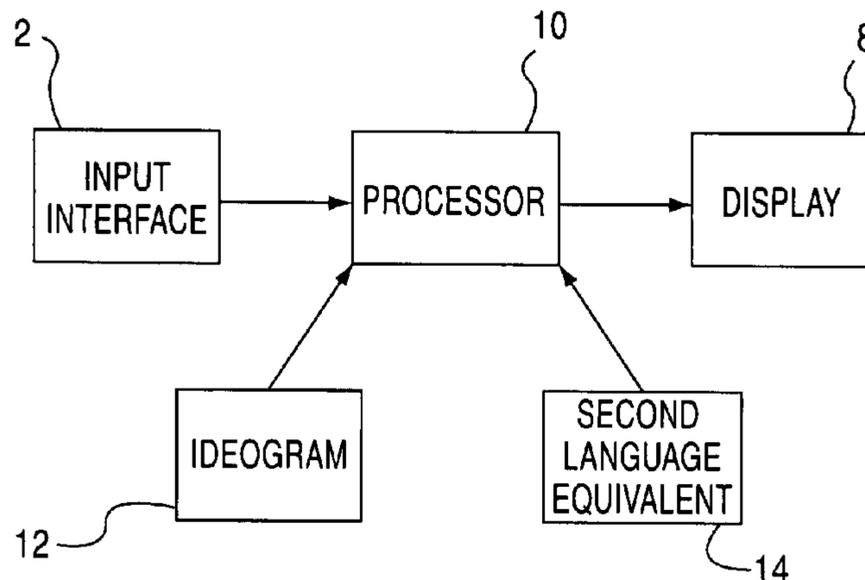 2
10
8
INPUT
INTERFACE
PROCESSOR
DISPLAY
IDEOGRAM
SECOND
LANGUAGE
EQUIVALENT
12
14